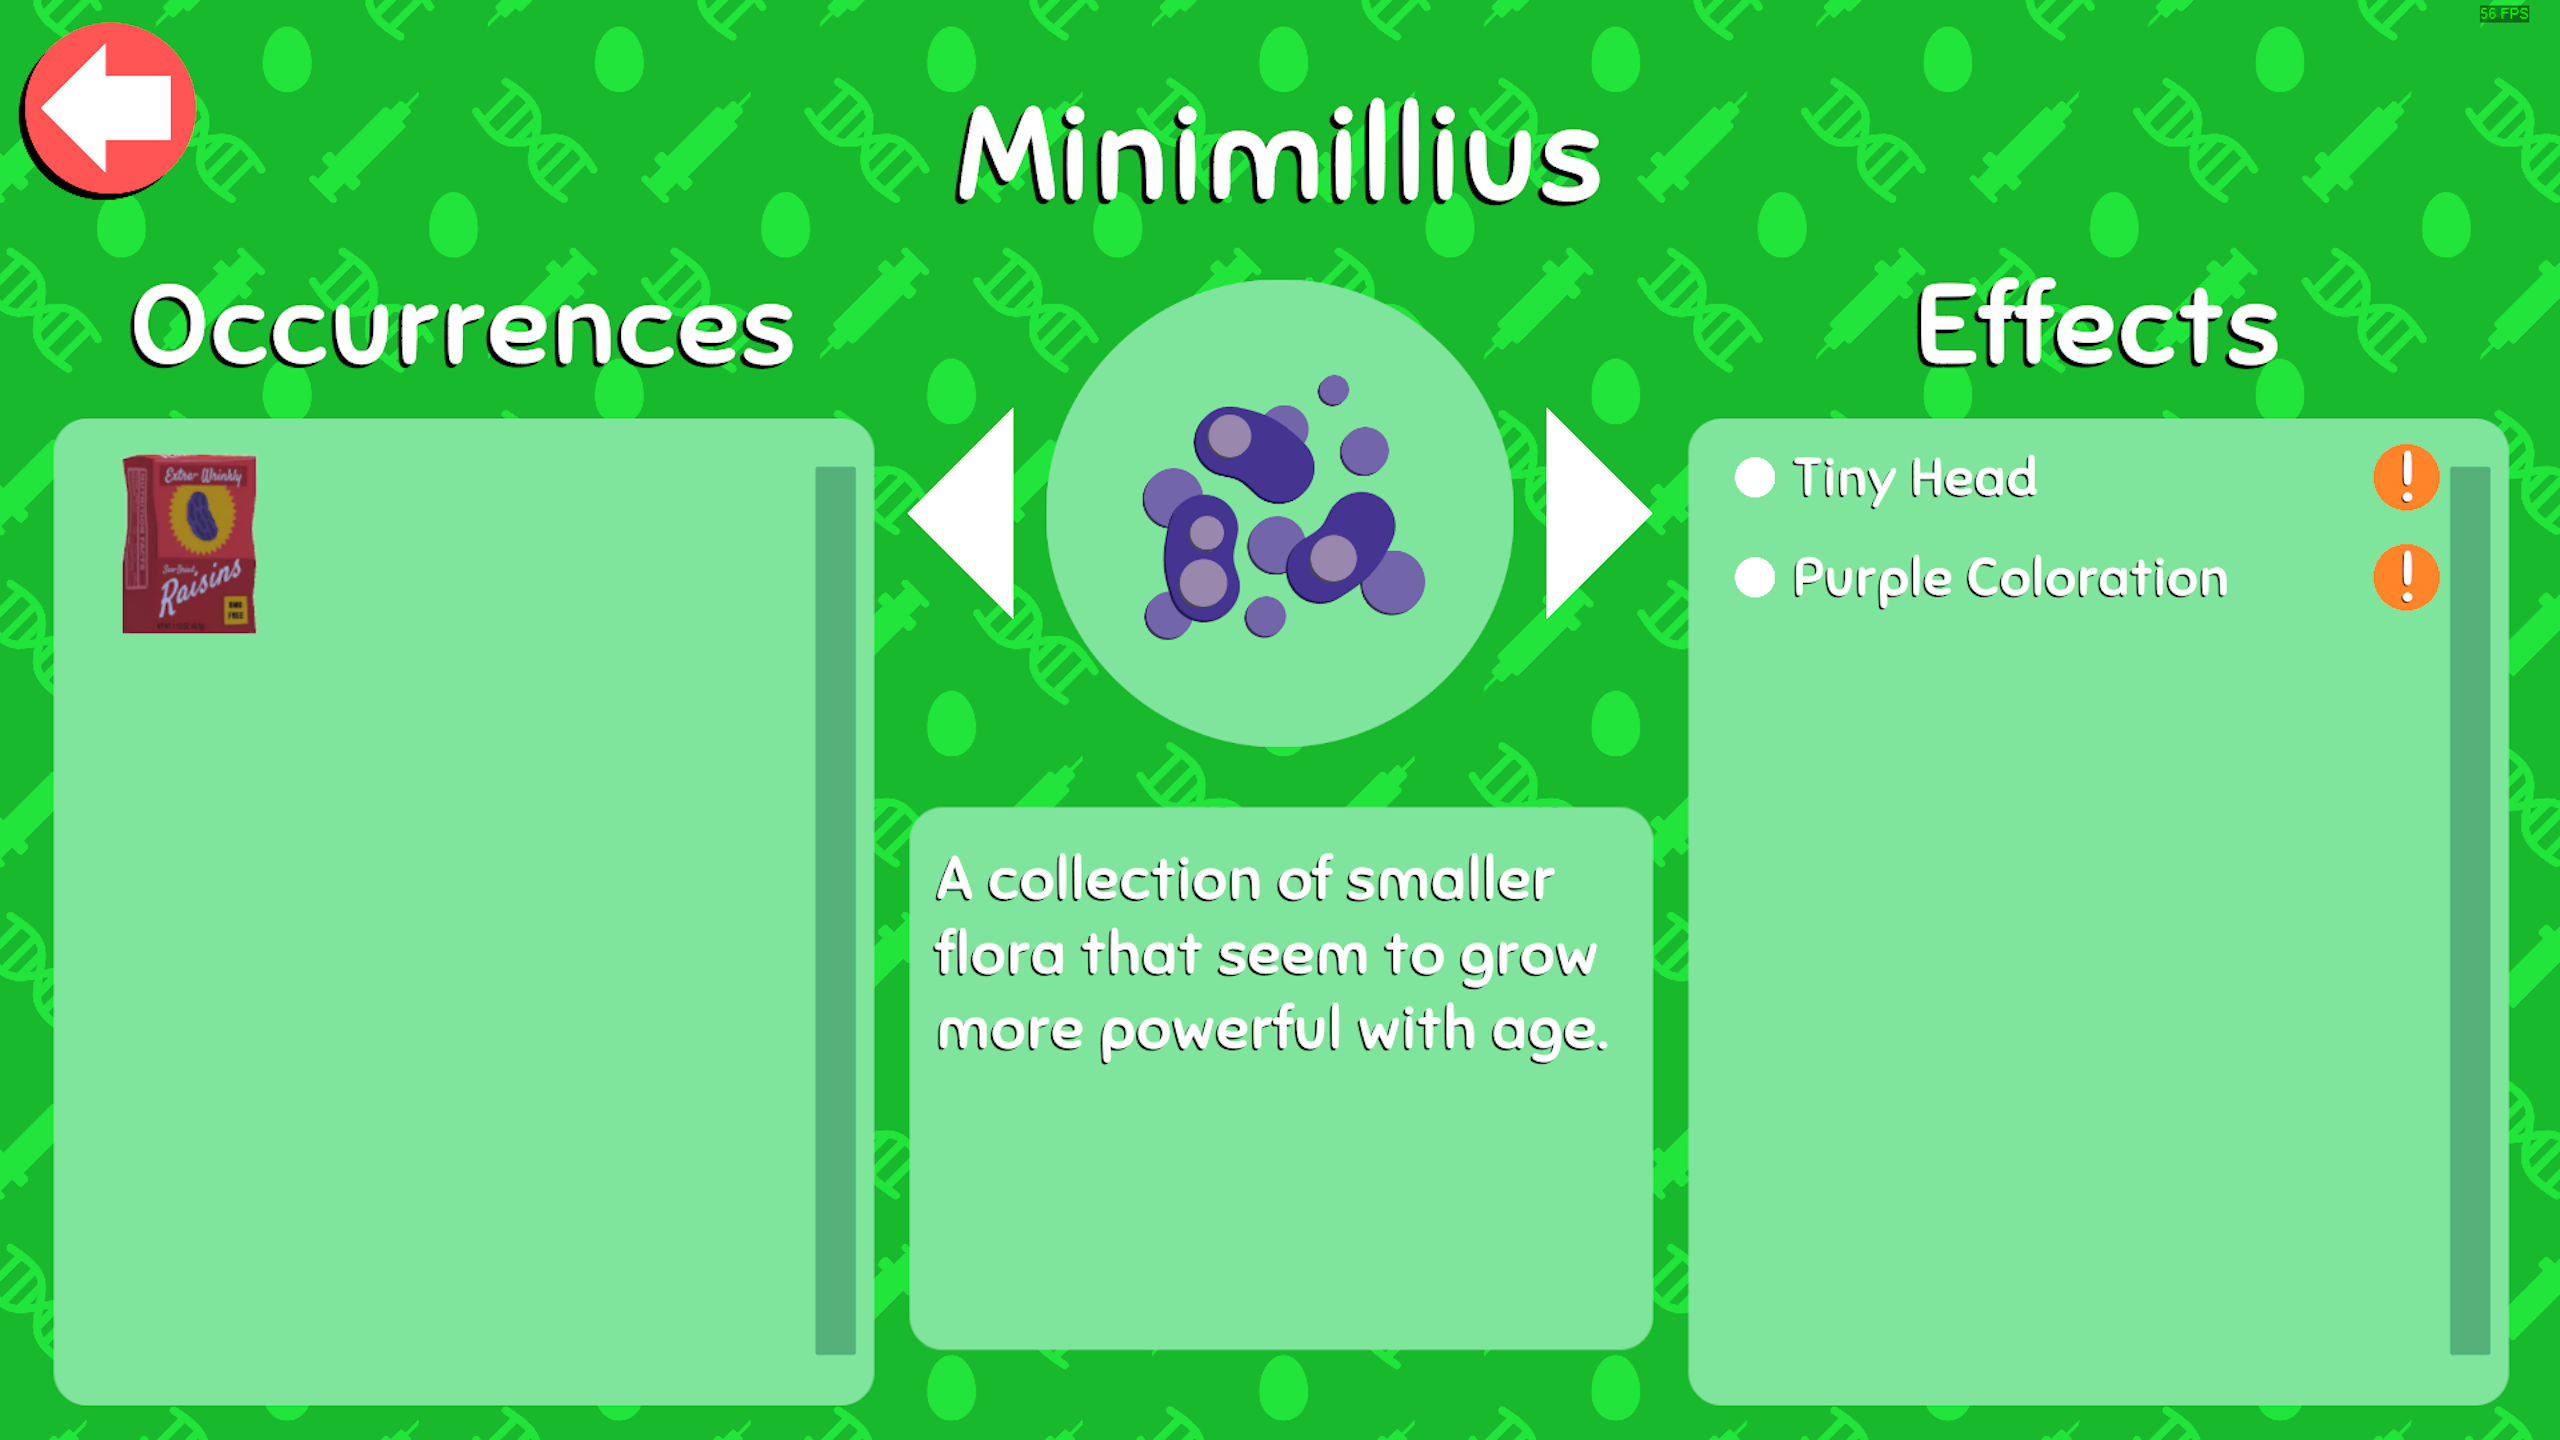 56 FPS
Minimillius
Occurrences
Effects
Extra Wrinkly
Raisins
Tiny Head
!
Purple Coloration
!
A collection of smaller
flora that seem to grow
more powerful with age.